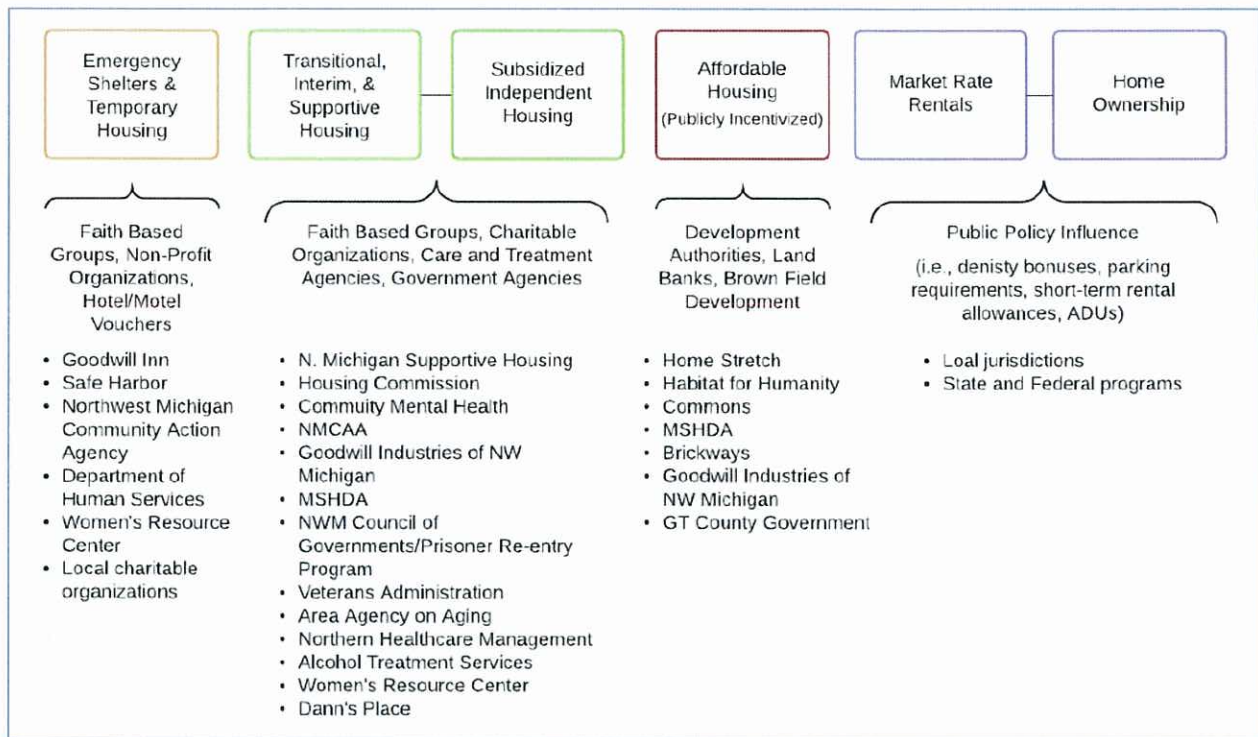 Emergency
Shelters &
Temporary
Housing
Transitional,
Interim, &
Supportive
Housing
Subsidized
Independent
Housing
Affordable
Housing
(Publicly Incentivized)
Market Rate
Rentals
Home
Ownership
Faith Based
Groups, Non-Profit
Organizations,
Hotel/Motel
Vouchers
• Goodwill Inn
• Safe Harbor
• Northwest Michigan
Community Action
Agency
• Department of
Human Services
• Women's Resource
Center
• Local charitable
organizations
Faith Based Groups, Charitable
Organizations, Care and Treatment
Agencies, Government Agencies
• N. Michigan Supportive Housing
• Housing Commission
• Commuity Mental Health
• NMCAA
• Goodwill Industries of NW
Michigan
• MSHDA
• NWM Council of
Governments/Prisoner Re-entry
Program
• Veterans Administration
• Area Agency on Aging
• Northern Healthcare Management
• Alcohol Treatment Services
• Women's Resource Center
• Dann's Place
Development
Authorities, Land
Banks, Brown Field
Development
• Home Stretch
• Habitat for Humanity
• Commons
• MSHDA
• Brickways
• Goodwill Industries of
NW Michigan
• GT County Government
Public Policy Influence
(i.e., denisty bonuses, parking
requirements, short-term rental
allowances, ADUs)
• Loal jurisdictions
• State and Federal programs